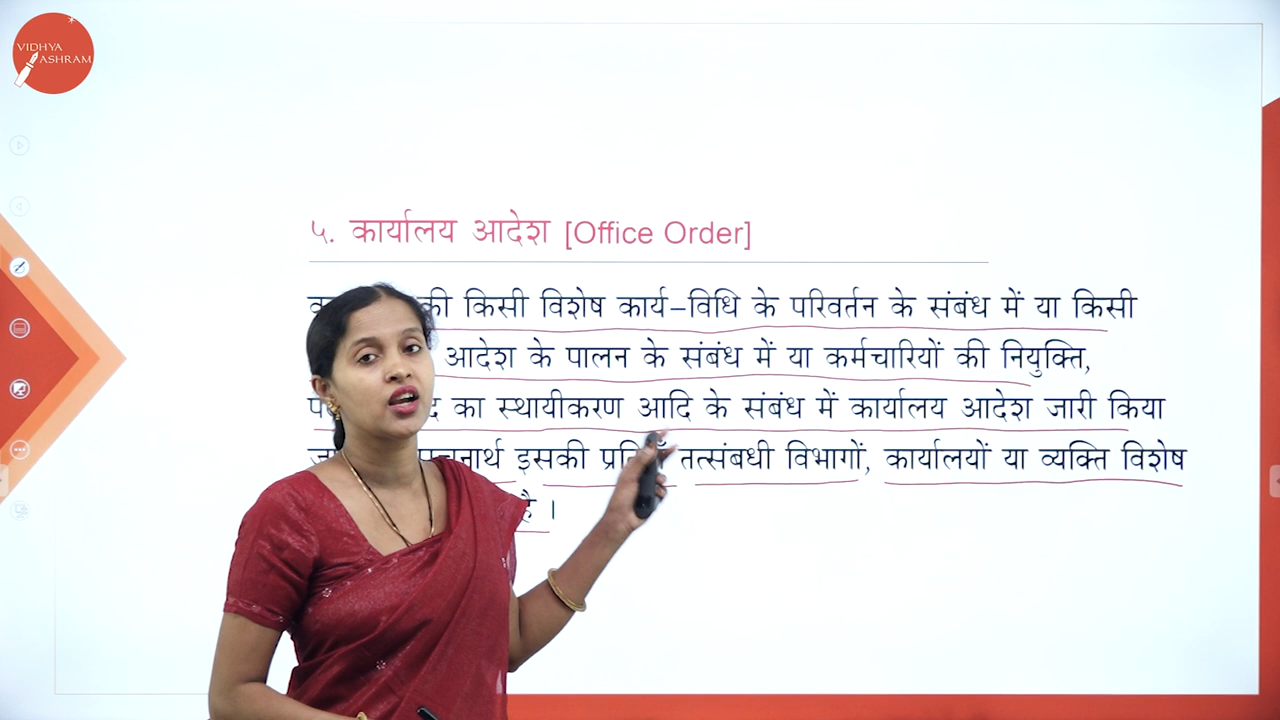 VIDHYA
ASHRAM
५. कार्यालय आदेश [Office Order]
की किसी विशेष कार्य-विधि के परिवर्तन के संबंध में या किसी
आदेश के पालन के संबंध में या कर्मचारियों की नियुक्ति,
का स्थायीकरण आदि के संबंध में कार्यालय आदेश जारी किया
इसकी तत्संबधी विभागों, कार्यालयों या व्यक्ति विशेष
है ।